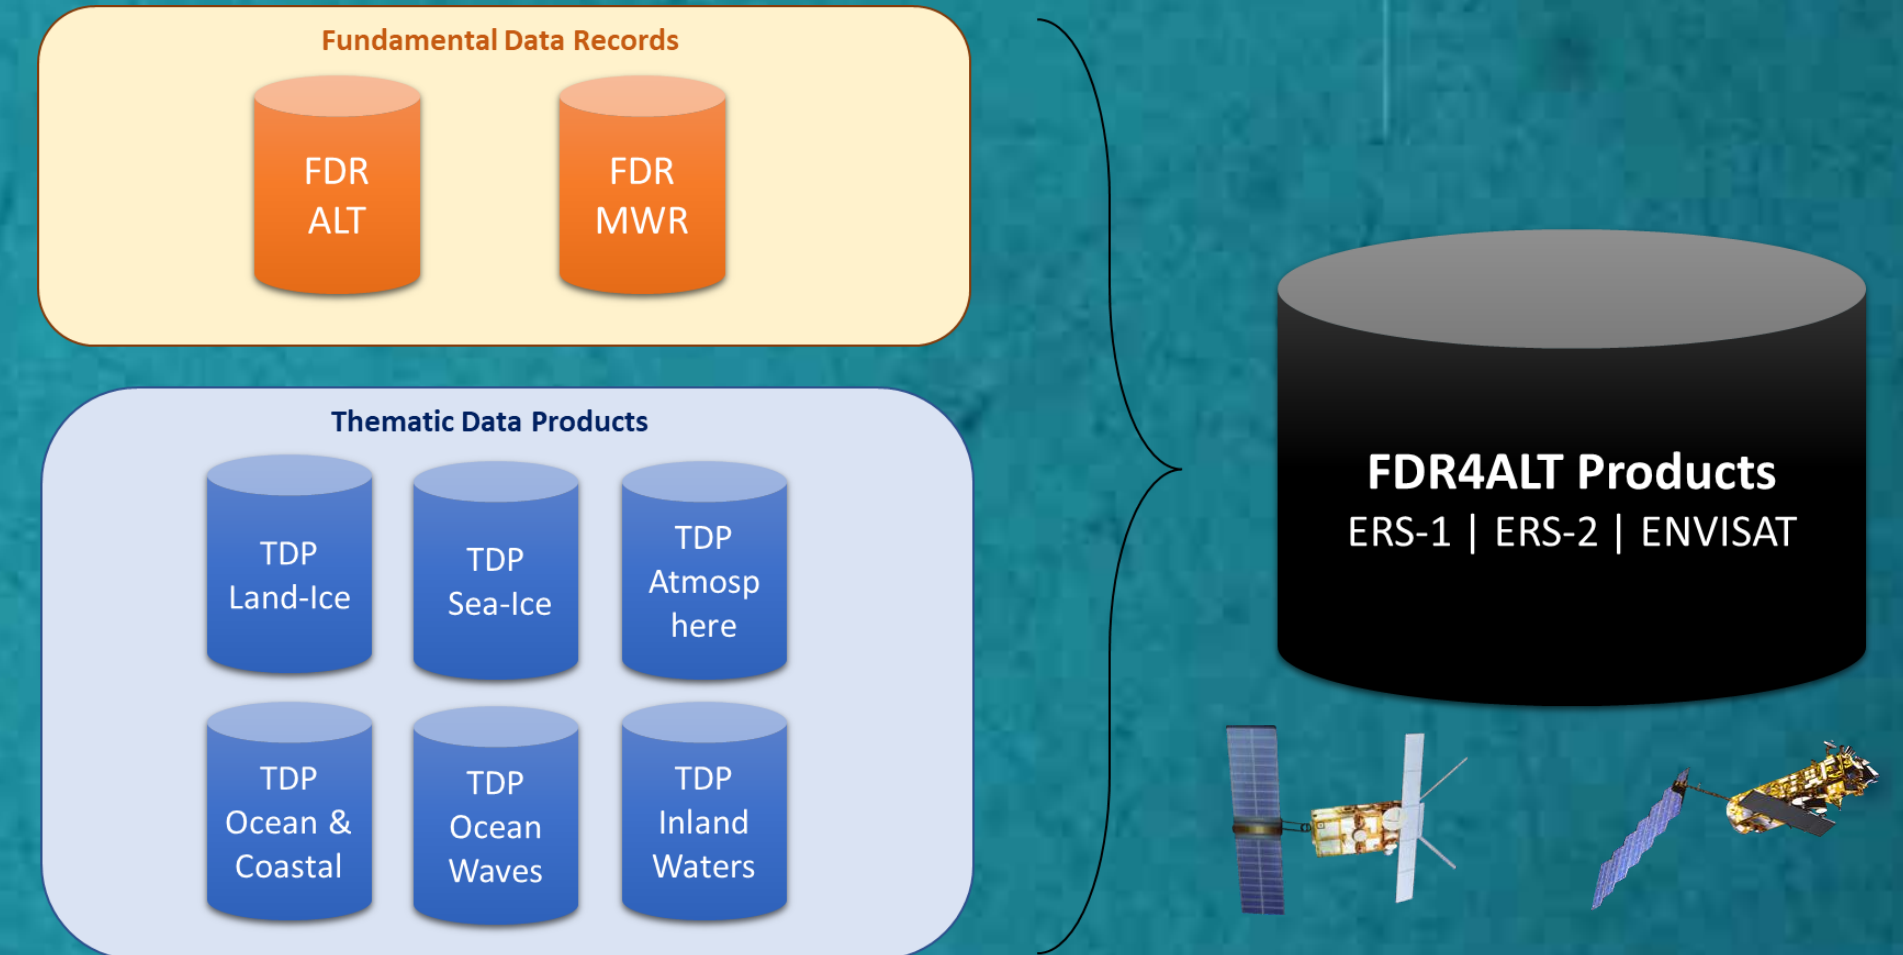 Fundamental Data Records
FDR
ALT
FDR
MWR
Thematic Data Products
TDP
Land-Ice
TDP
Sea-Ice
TDP
Atmosp
here
TDP
Ocean &
Coastal
TDP
Ocean
Waves
TDP
Inland
Waters
FDR4ALT Products
ERS-1 | ERS-2 | ENVISAT